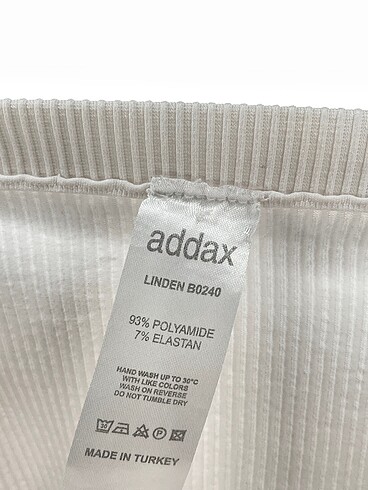 addax
LINDEN B0240
93% POLYAMIDE
7% ELASTAN
HAND WASH UP TO 30°C
WITH LIKE COLORS
WASH ON REVERSE
DO NOT TUMBLE DRY
30 P
MADE IN TURKEY